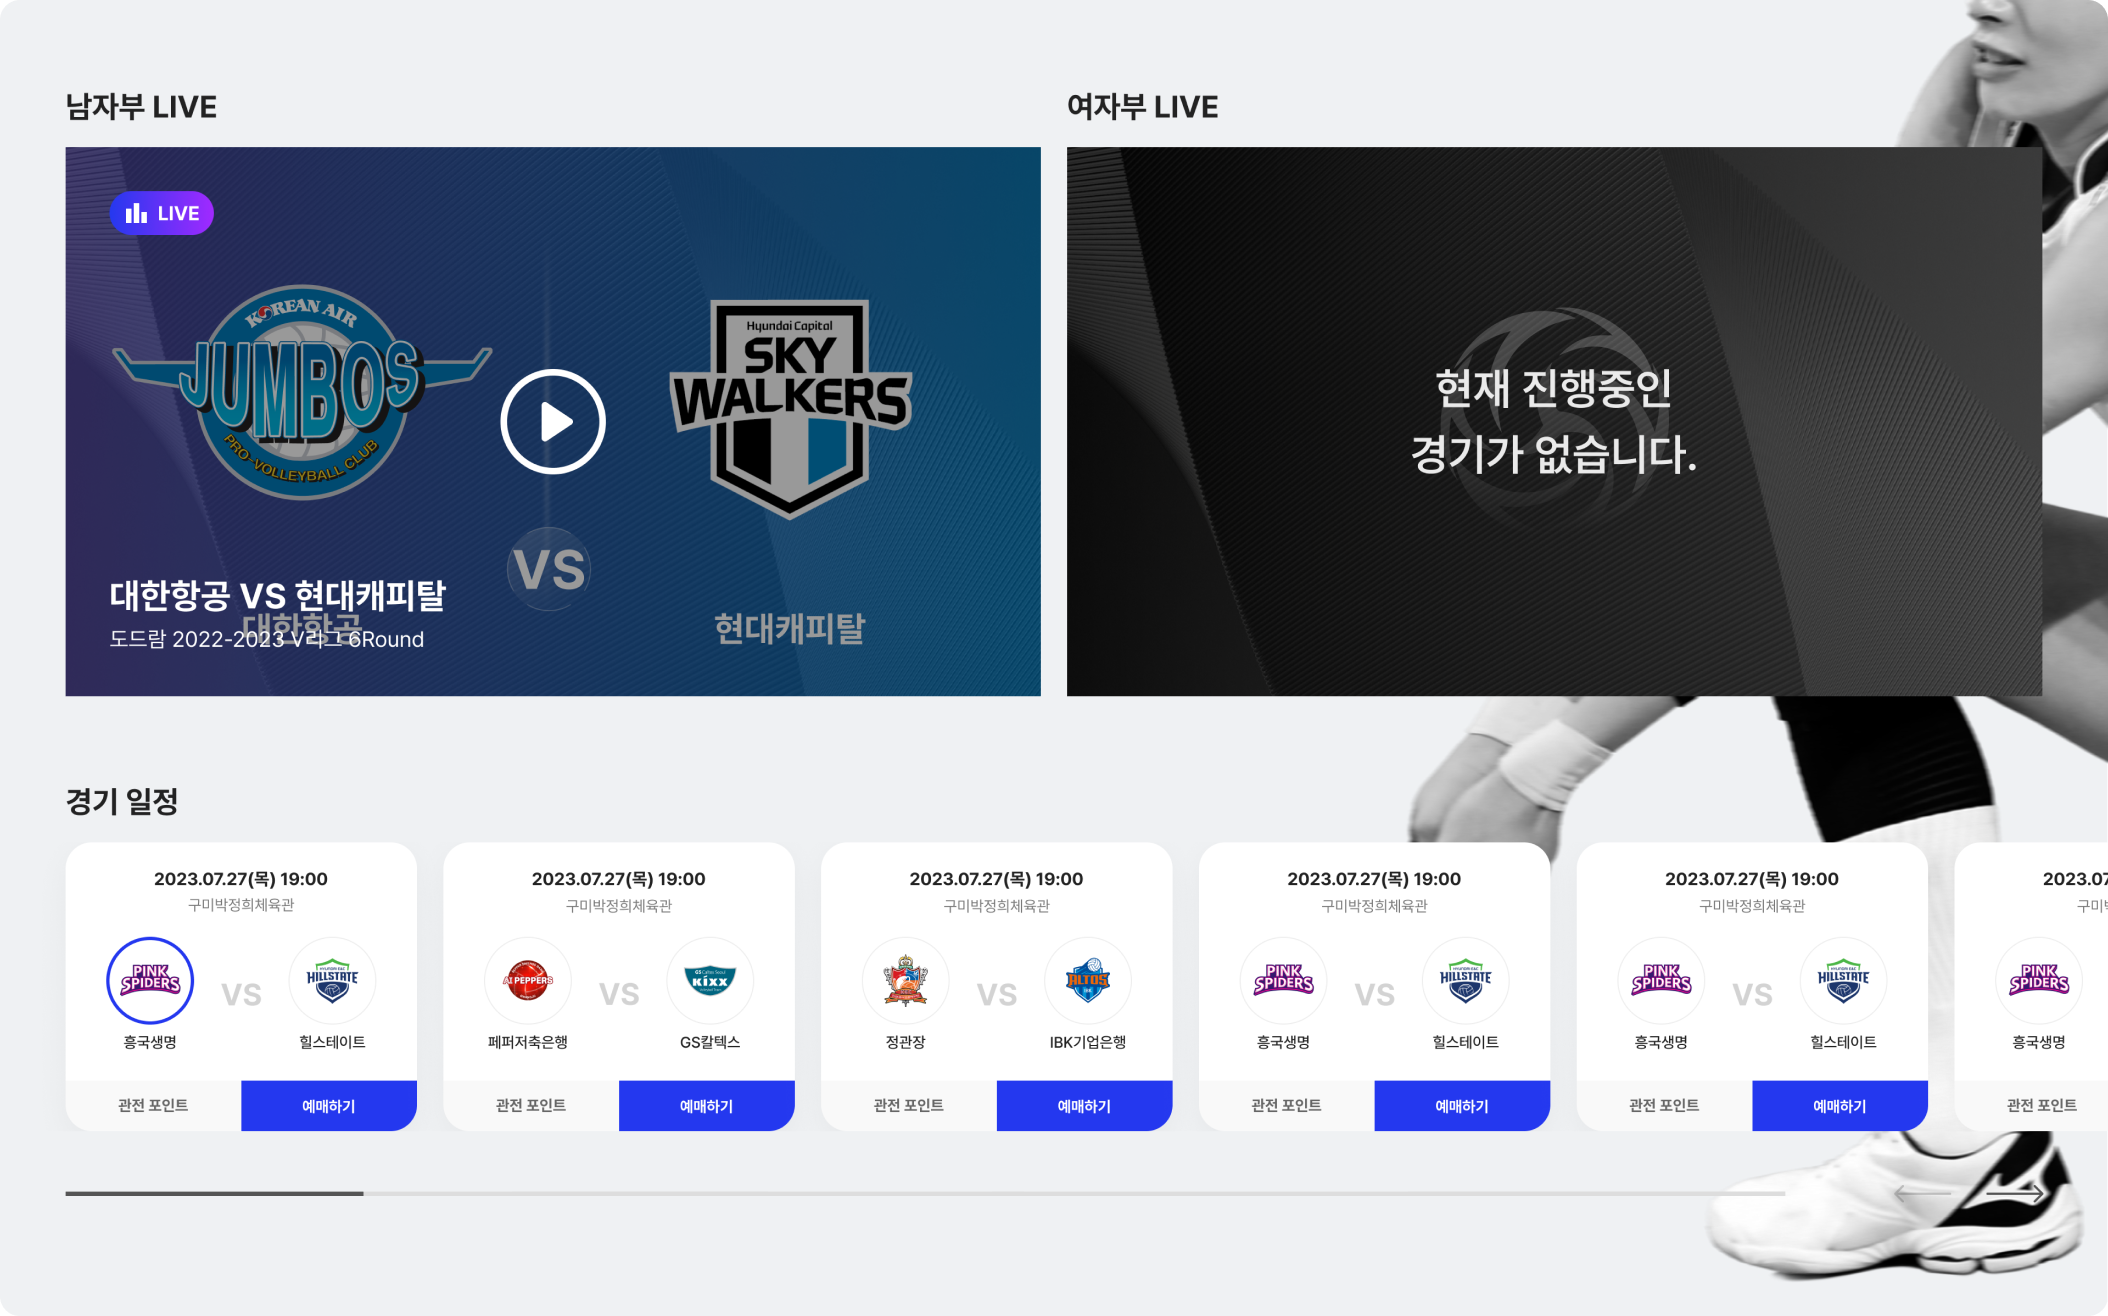 남자부 LIVE
여자부 LIVE
LIVE
KOREAN AIR
JUMBOS
PRO-VOLLEYBALL CLUB
Hyundai Capital
SKY
WALKERS
VS
대한항공 VS 현대캐피탈
대한항공
도드람 2022-2023 V리그 6Round
현대캐피탈
현재 진행중인
경기가 없습니다.
경기 일정
2023.07.27(목) 19:00
구미박정희체육관
PINK
SPIDERS
VS
HILLSTATE
흥국생명
힐스테이트
관전 포인트
예매하기
2023.07.27(목) 19:00
구미박정희체육관
AI PEPPERS
VS
GS Caltex Seoul
KIXX
페퍼저축은행
GS칼텍스
관전 포인트
예매하기
2023.07.27(목) 19:00
구미박정희체육관
VS
ALTOS
IBK
정관장
IBK기업은행
관전 포인트
예매하기
2023.07.27(목) 19:00
구미박정희체육관
PINK
SPIDERS
VS
HILLSTATE
흥국생명
힐스테이트
관전 포인트
예매하기
2023.07.27(목) 19:00
구미박정희체육관
PINK
SPIDERS
VS
HILLSTATE
흥국생명
힐스테이트
관전 포인트
예매하기
2023.07
구미
PINK
SPIDERS
흥국생명
관전 포인트